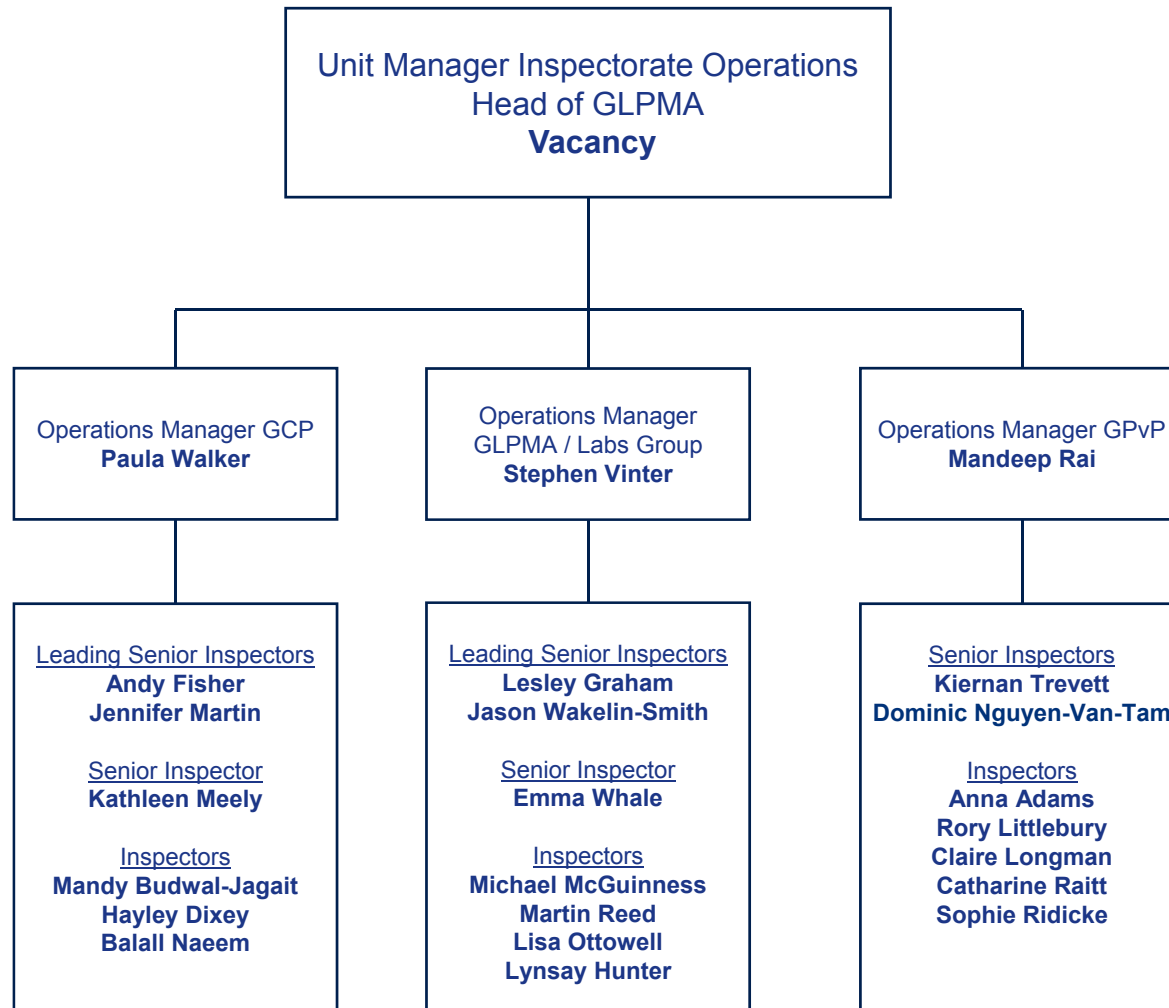 Unit Manager Inspectorate Operations
Head of GLPMA
Vacancy
Operations Manager GCP
Paula Walker
Operations Manager
GLPMA / Labs Group
Stephen Vinter
Operations Manager GPvP
Mandeep Rai
Leading Senior Inspectors
Andy Fisher
Jennifer Martin
Senior Inspector
Kathleen Meely
Inspectors
Mandy Budwal-Jagait
Hayley Dixey
Balall Naeem
Leading Senior Inspectors
Lesley Graham
Jason Wakelin-Smith
Senior Inspector
Emma Whale
Inspectors
Michael McGuinness
Martin Reed
Lisa Ottowell
Lynsay Hunter
Senior Inspectors
Kiernan Trevett
Dominic Nguyen-Van-Tam
Inspectors
Anna Adams
Rory Littlebury
Claire Longman
Catharine Raitt
Sophie Ridicke